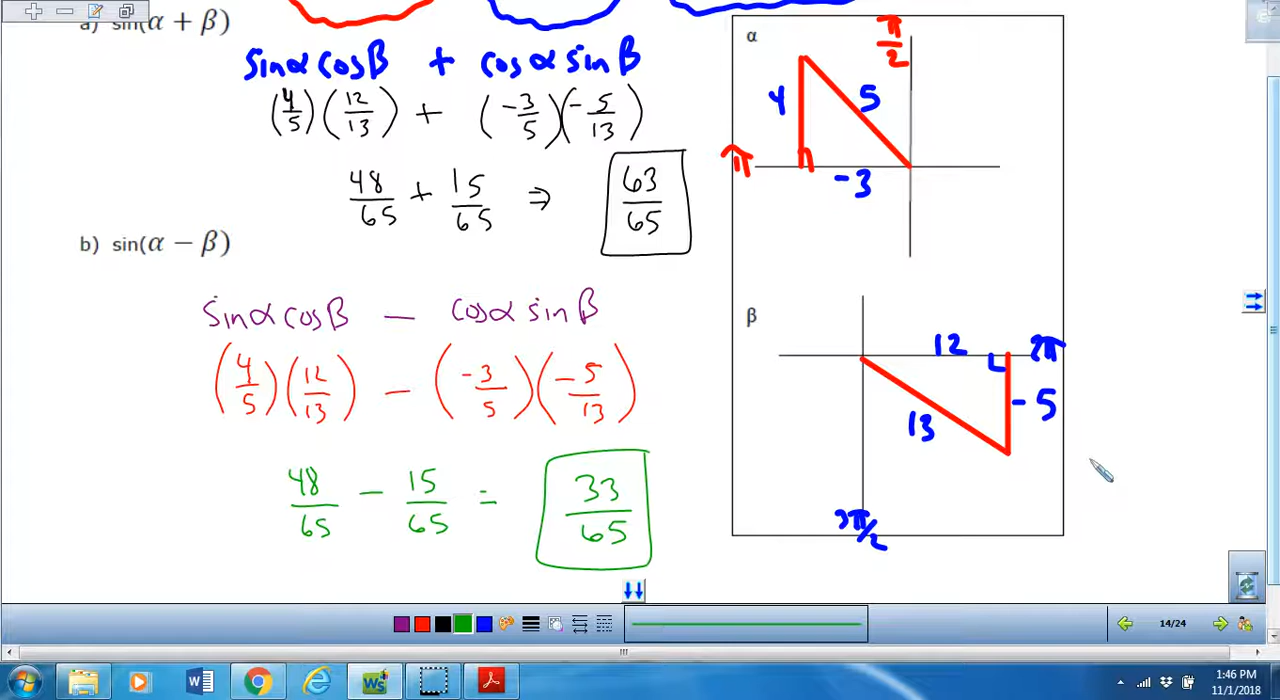 a) sin(α + β)
sinα cosβ + cosα sinβ
(4/5)(12/13) + (-3/5)(-5/13)
48/65 + 15/65 ⇒ 63/65
b) sin(α − β)
sinα cosβ − cosα sinβ
(4/5)(12/13) − (-3/5)(-5/13)
48/65 − 15/65 = 33/65
α
π/2
4
5
π
-3
β
12
2π
-5
13
3π/2
14/24
1:46 PM
11/1/2018